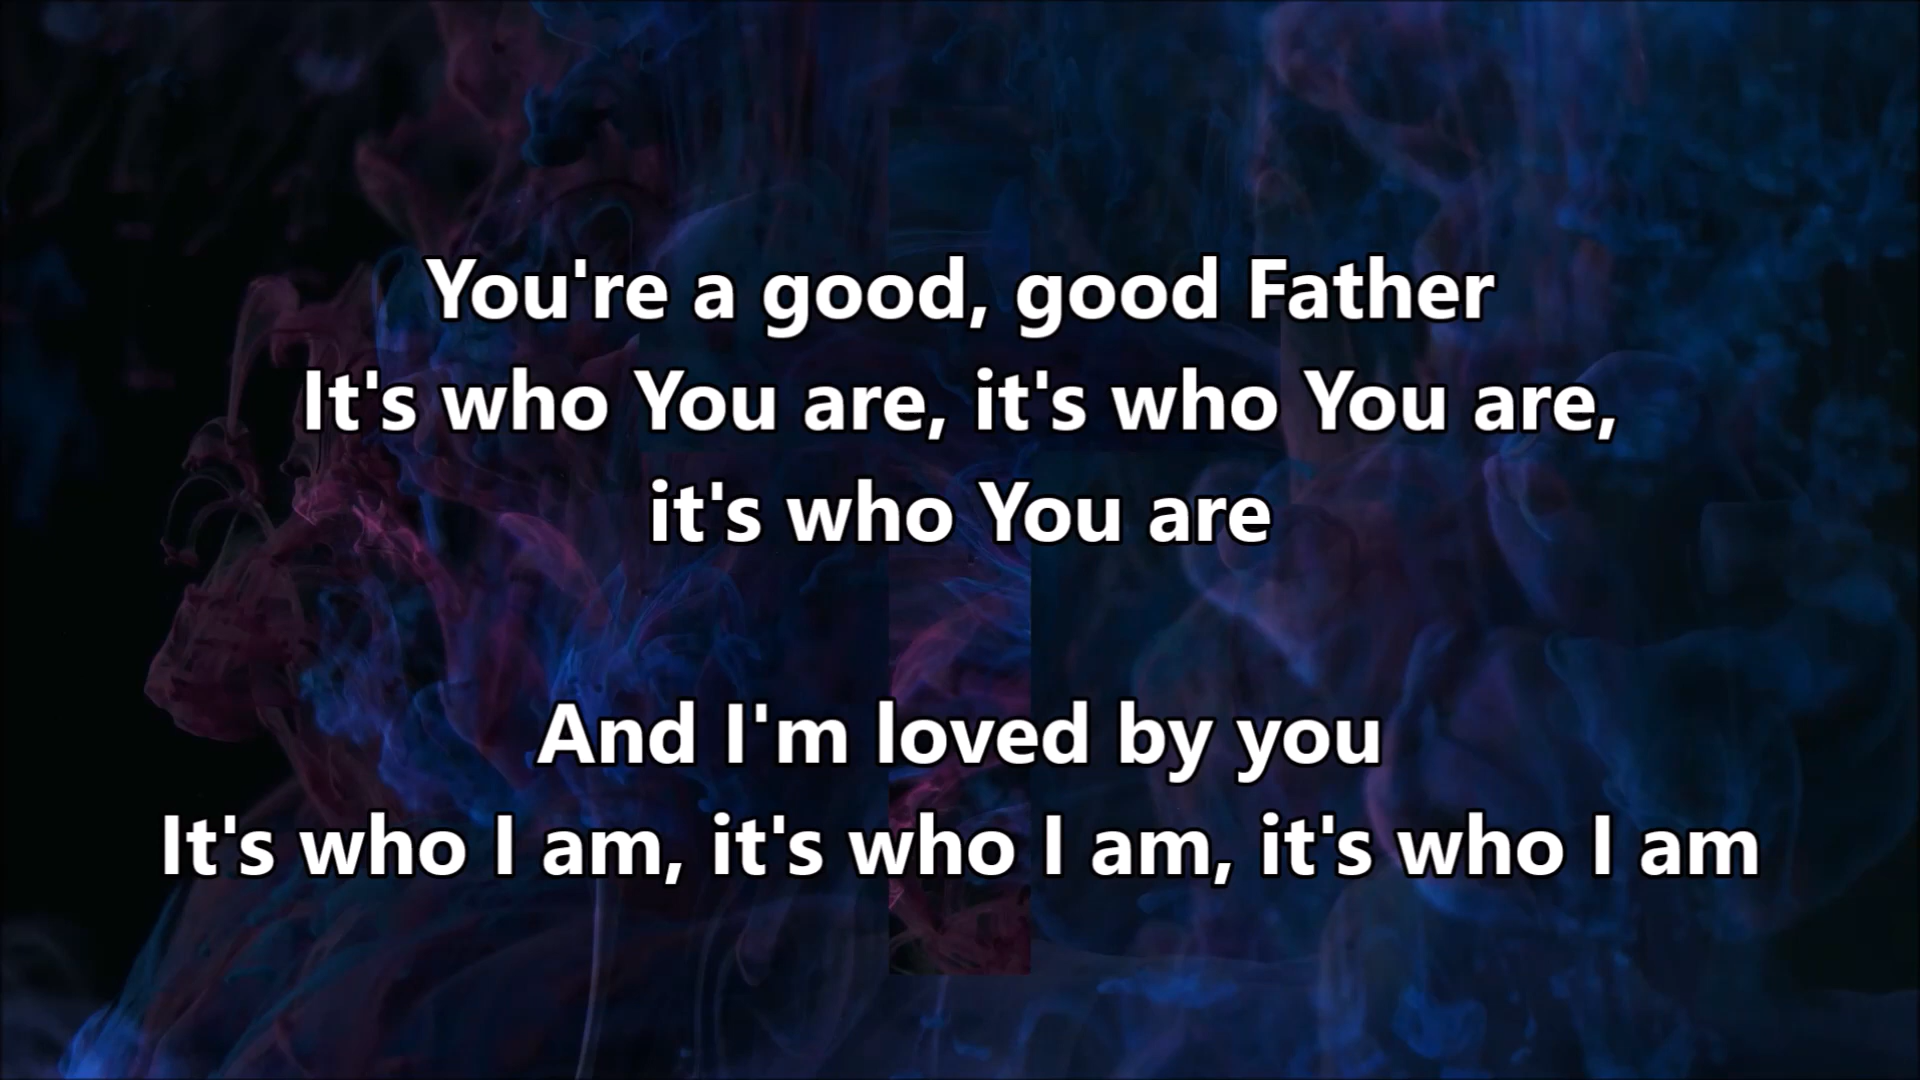 You're a good, good Father
It's who You are, it's who You are,
it's who You are
And I'm loved by you
It's who I am, it's who I am, it's who I am